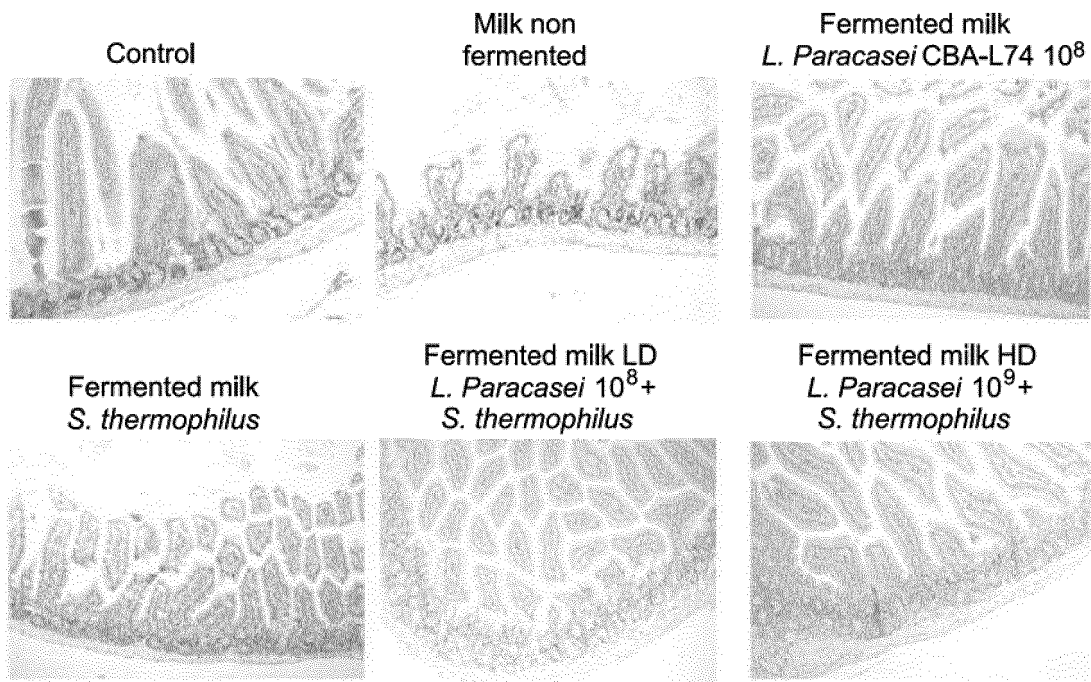 Control
Milk non
fermented
Fermented milk
L. Paracasei CBA-L74 10⁸
Fermented milk
S. thermophilus
Fermented milk LD
L. Paracasei 10⁸+
S. thermophilus
Fermented milk HD
L. Paracasei 10⁹+
S. thermophilus